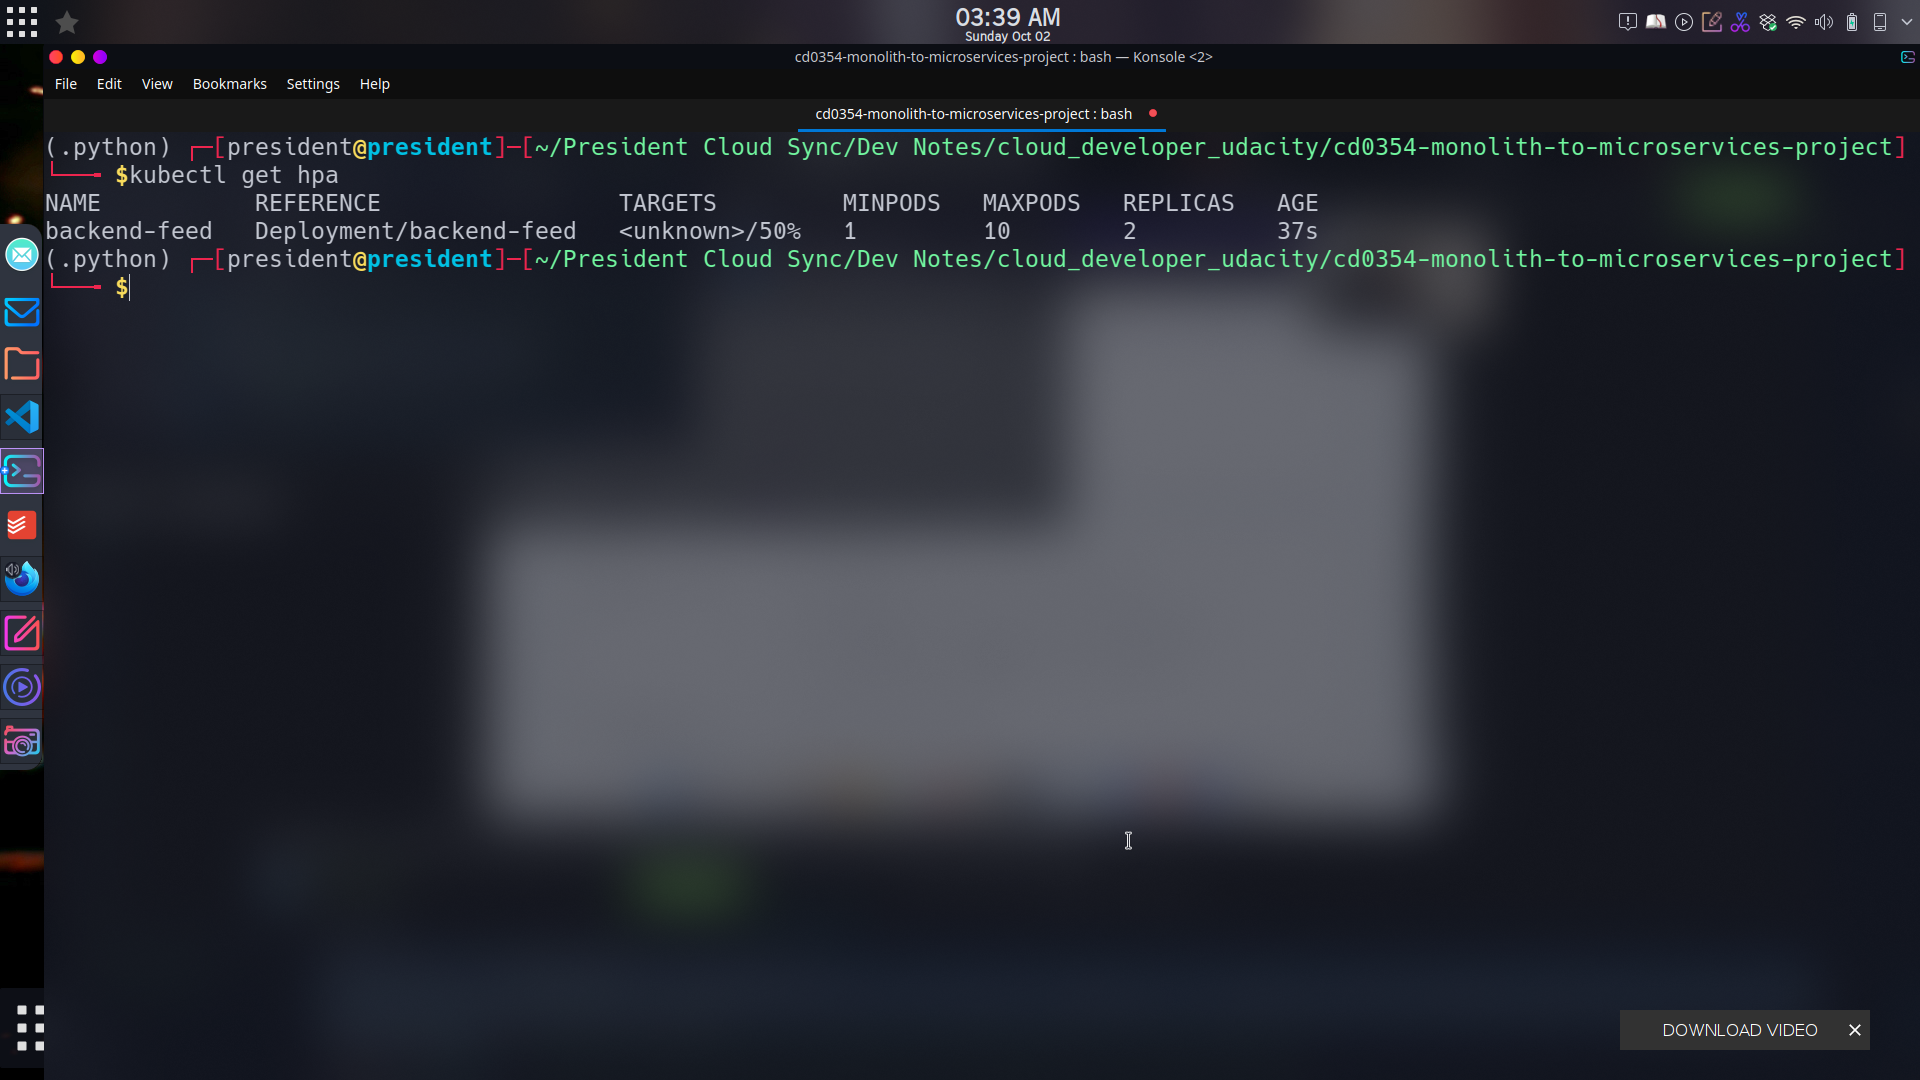 03:39 AM
Sunday Oct 02
cd0354-monolith-to-microservices-project : bash — Konsole <2>
File Edit View Bookmarks Settings Help
cd0354-monolith-to-microservices-project : bash
(.python) ┌─[president@president]─[~/President Cloud Sync/Dev Notes/cloud_developer_udacity/cd0354-monolith-to-microservices-project]
└──╼ $kubectl get hpa
NAME REFERENCE TARGETS MINPODS MAXPODS REPLICAS AGE
backend-feed Deployment/backend-feed <unknown>/50% 1 10 2 37s
(.python) ┌─[president@president]─[~/President Cloud Sync/Dev Notes/cloud_developer_udacity/cd0354-monolith-to-microservices-project]
└──╼ $
DOWNLOAD VIDEO ×